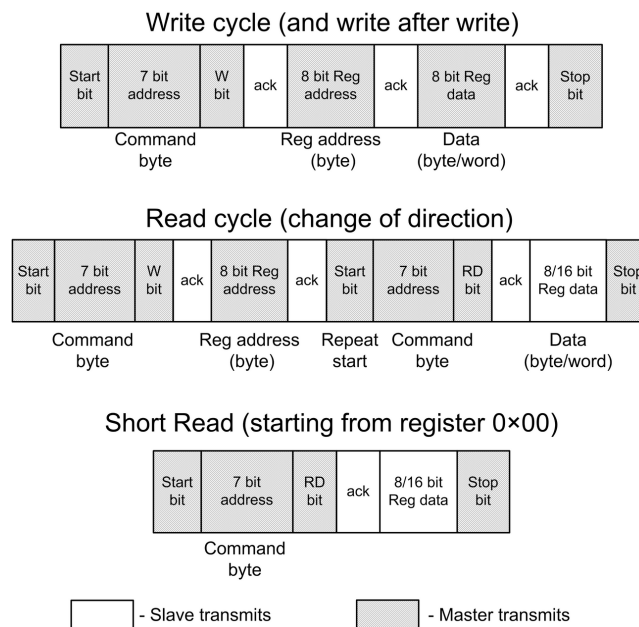 Write cycle (and write after write)
Start bit
7 bit address
W bit
ack
8 bit Reg address
ack
8 bit Reg data
ack
Stop bit
Command byte
Reg address (byte)
Data (byte/word)
Read cycle (change of direction)
Start bit
7 bit address
W bit
ack
8 bit Reg address
ack
Start bit
7 bit address
RD bit
ack
8/16 bit Reg data
Stop bit
Command byte
Reg address (byte)
Repeat start
Command byte
Data (byte/word)
Short Read (starting from register 0×00)
Start bit
7 bit address
RD bit
ack
8/16 bit Reg data
Stop bit
Command byte
- Slave transmits
- Master transmits